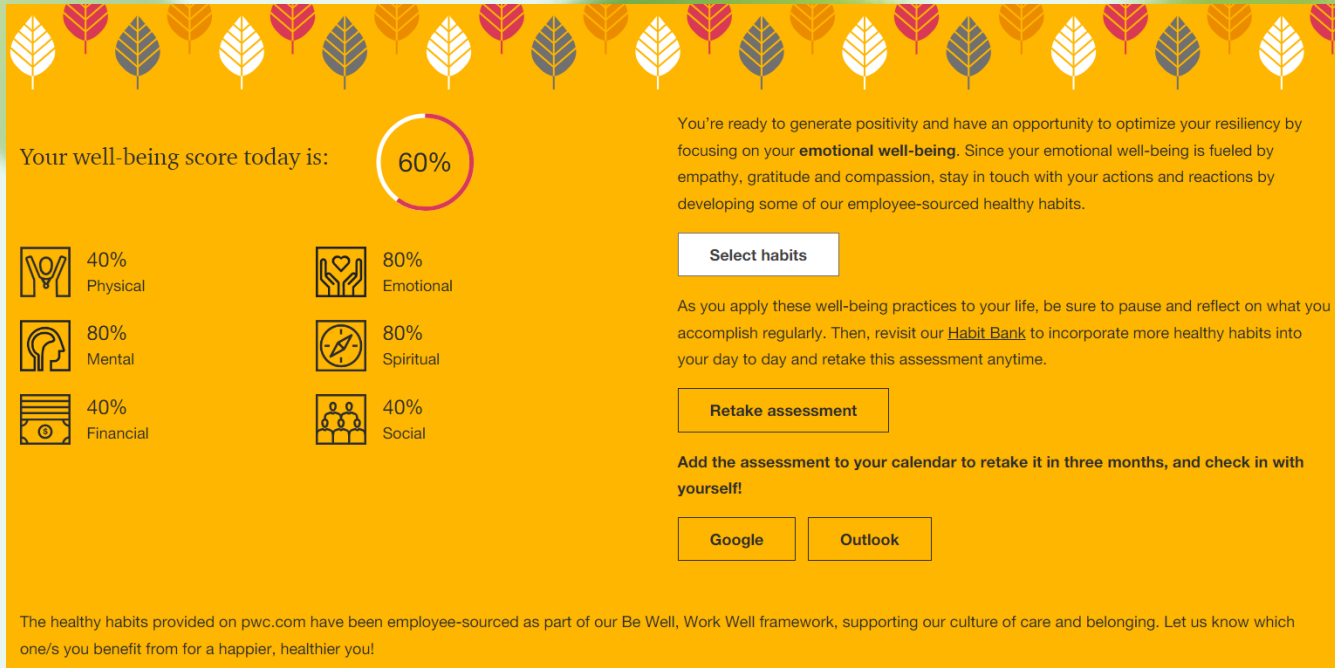 Your well-being score today is:
60%
40%
Physical
80%
Emotional
80%
Mental
80%
Spiritual
40%
Financial
40%
Social
You're ready to generate positivity and have an opportunity to optimize your resiliency by
focusing on your emotional well-being. Since your emotional well-being is fueled by
empathy, gratitude and compassion, stay in touch with your actions and reactions by
developing some of our employee-sourced healthy habits.
Select habits
As you apply these well-being practices to your life, be sure to pause and reflect on what you
accomplish regularly. Then, revisit our Habit Bank to incorporate more healthy habits into
your day to day and retake this assessment anytime.
Retake assessment
Add the assessment to your calendar to retake it in three months, and check in with
yourself!
Google
Outlook
The healthy habits provided on pwc.com have been employee-sourced as part of our Be Well, Work Well framework, supporting our culture of care and belonging. Let us know which
one/s you benefit from for a happier, healthier you!